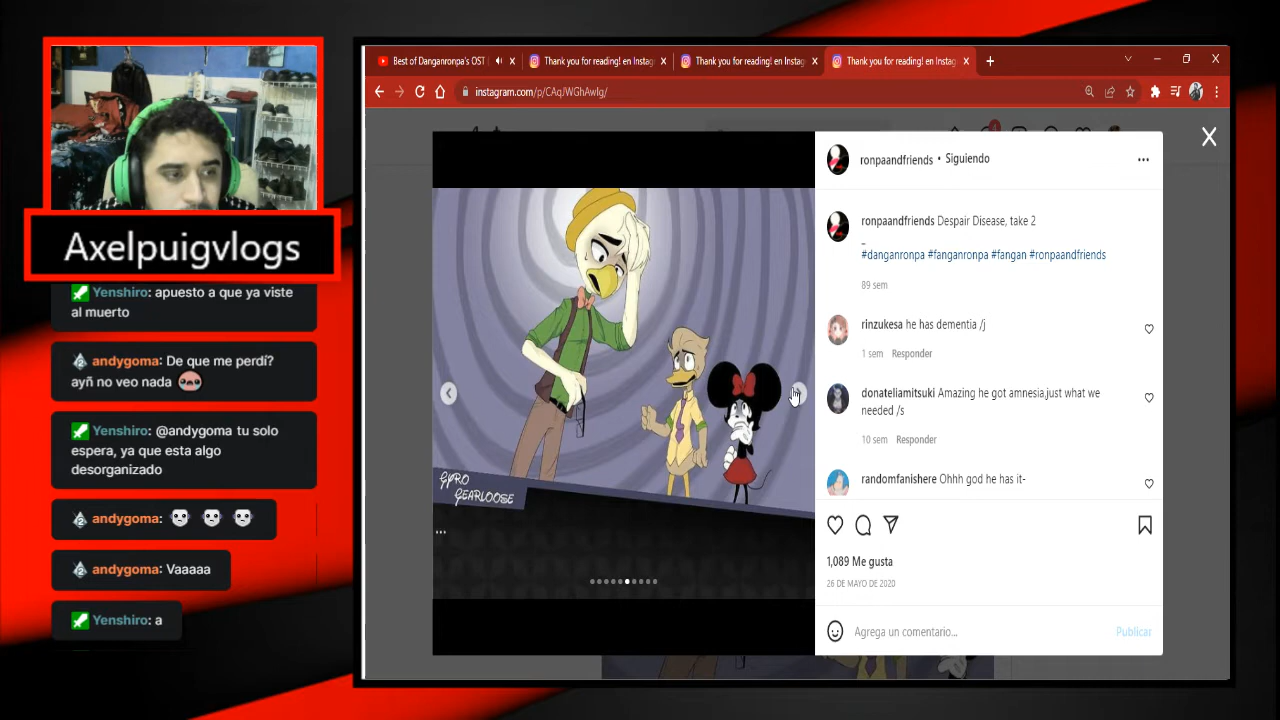 Axelpuigvlogs
Yenshiro: apuesto a que ya viste
al muerto
andygoma: De que me perdí?
ayñ no veo nada
Yenshiro: @andygoma tu solo
espera, ya que esta algo
desorganizado
andygoma:
andygoma: Vaaaaa
Yenshiro: a
Best of Danganronpa's OST
Thank you for reading! en Instag
Thank you for reading! en Instag
Thank you for reading! en Instag
instagram.com/p/CAqJWGhAwIg/
GYRO
GEARLOOSE
...
ronpaandfriends • Siguiendo
ronpaandfriends Despair Disease, take 2
_
#danganronpa #fanganronpa #fangan #ronpaandfriends
89 sem
rinzukesa he has dementia /j
1 sem Responder
donateliamitsuki Amazing he got amnesia,just what we
needed /s
10 sem Responder
randomfanishere Ohhh god he has it-
1,089 Me gusta
26 DE MAYO DE 2020
Agrega un comentario... Publicar